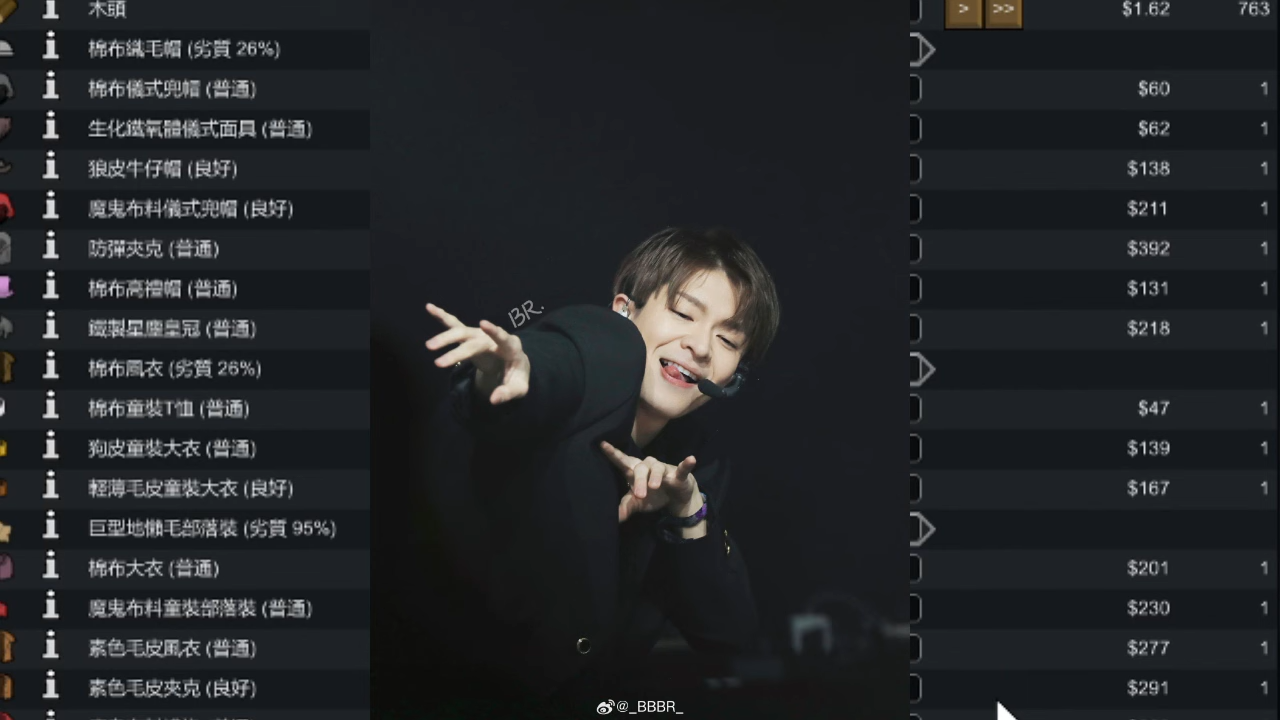 木頭 > >> $1.62 763
棉布織毛帽 (劣質 26%)
棉布儀式兜帽 (普通) $60 1
生化鐵氧體儀式面具 (普通) $62 1
狼皮牛仔帽 (良好) $138 1
魔鬼布料儀式兜帽 (良好) $211 1
防彈夾克 (普通) $392 1
棉布高禮帽 (普通) $131 1
鐵製星塵皇冠 (普通) $218 1
棉布風衣 (劣質 26%)
棉布童裝T恤 (普通) $47 1
狗皮童裝大衣 (普通) $139 1
輕薄毛皮童裝大衣 (良好) $167 1
巨型地懶毛部落裝 (劣質 95%)
棉布大衣 (普通) $201 1
魔鬼布料童裝部落裝 (普通) $230 1
素色毛皮風衣 (普通) $277 1
素色毛皮夾克 (良好) $291 1
BR.
@_BBBR_